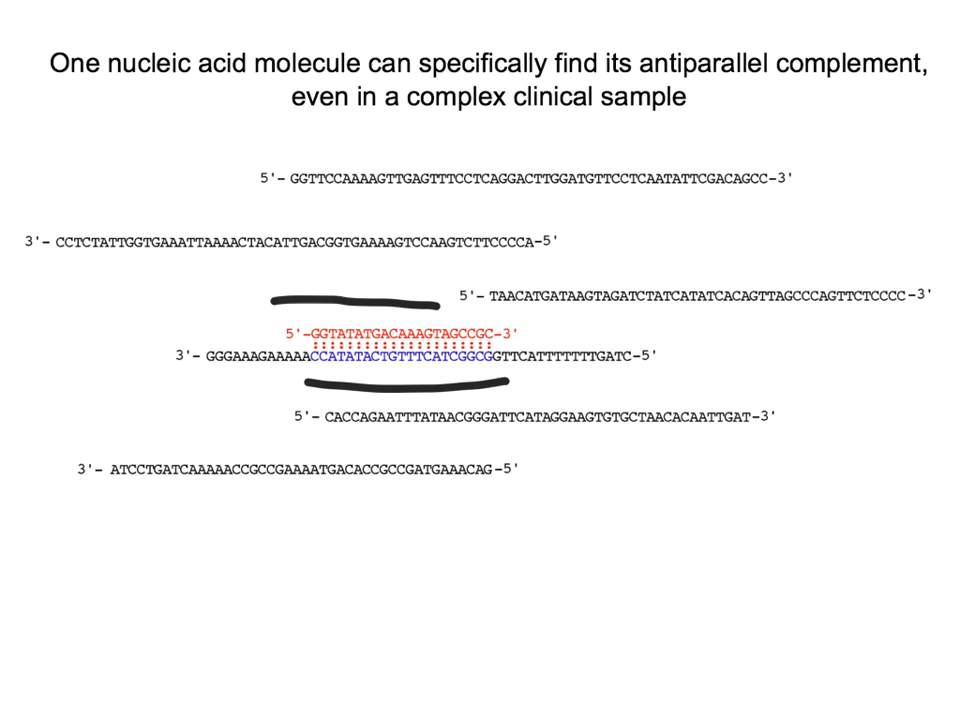 One nucleic acid molecule can specifically find its antiparallel complement,
even in a complex clinical sample
5'- GGTTCCAAAAGTTGAGTTTCCTCAGGACTTGGATGTTCCTCAATATTCGACAGCC-3'
3'- CCTCTATTGGTGAAATTAAAACTACATTGACGGTGAAAAGTCCAAGTCTTCCCCA-5'
5'- TAACATGATAAGTAGATCTATCATATCACAGTTAGCCCAGTTCTCCCC-3'
5'-GGTATATGACAAAGTAGCCGC-3'
3'- GGGAAAGAAAAACCATATACTGTTTCATCGGCGGTTCATTTTTTTGATC-5'
5'- CACCAGAATTTATAACGGGATTCATAGGAAGTGTGCTAACACAATTGAT-3'
3'- ATCCTGATCAAAAACCGCCGAAAATGACACCGCCGATGAAACAG-5'